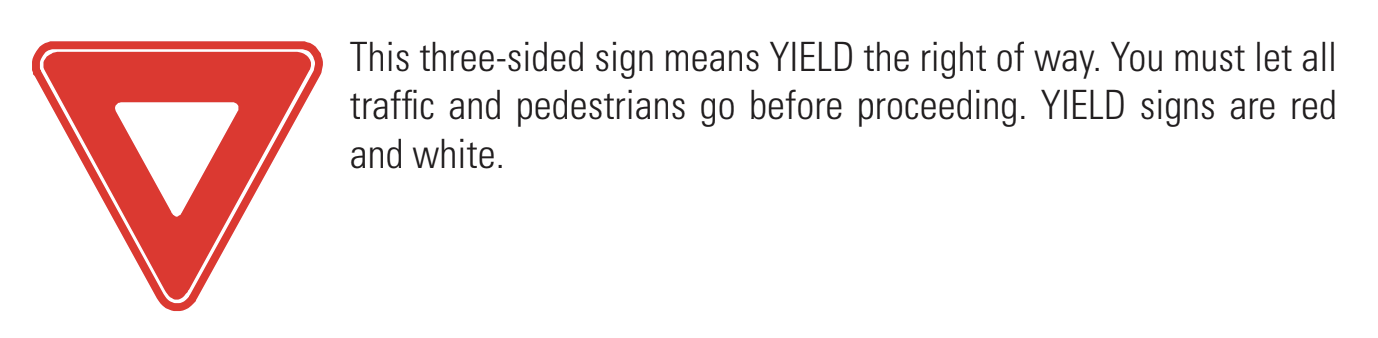 This three-sided sign means YIELD the right of way. You must let all
traffic and pedestrians go before proceeding. YIELD signs are red
and white.